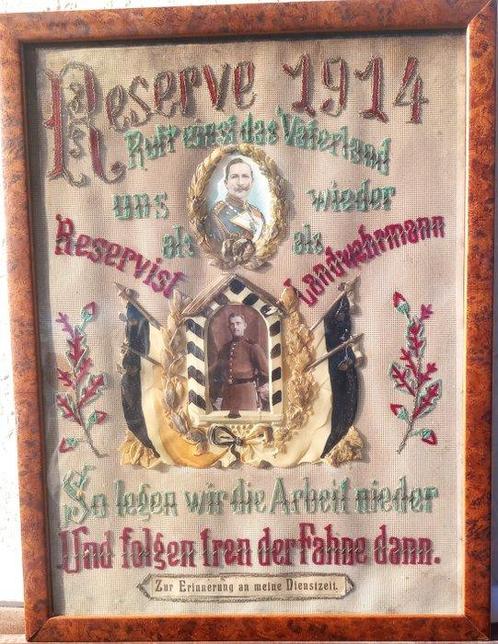 Reserve 1914
Ruft einst das Vaterland
uns wieder
als als
Reservist Landwehrmann
So legen wir die Arbeit nieder
Und folgen treu der Fahne dann.
Zur Erinnerung an meine Dienstzeit.